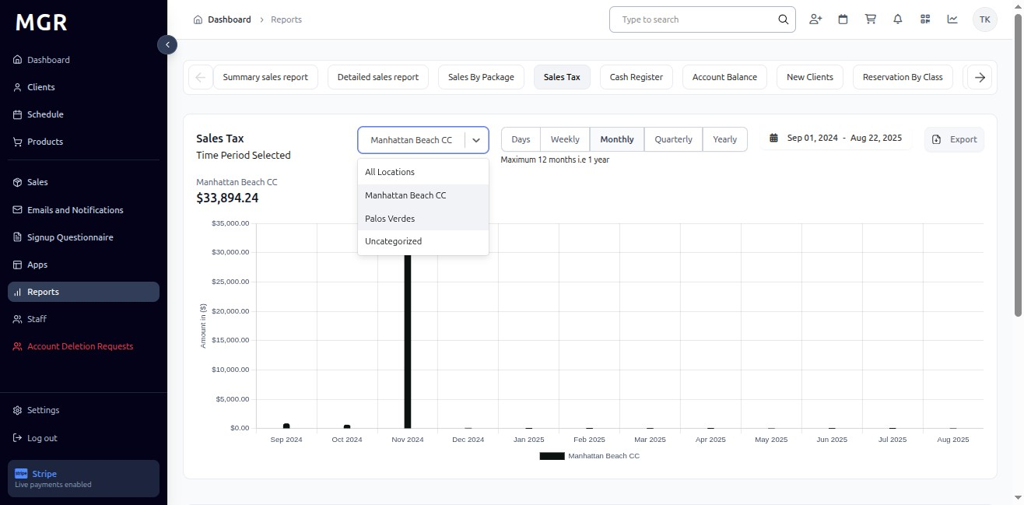 MGR
Dashboard
Clients
Schedule
Products
Sales
Emails and Notifications
Signup Questionnaire
Apps
Reports
Staff
Account Deletion Requests
Settings
Log out
stripe Stripe
Live payments enabled
Dashboard > Reports
Type to search
TK
Summary sales report
Detailed sales report
Sales By Package
Sales Tax
Cash Register
Account Balance
New Clients
Reservation By Class
Sales Tax
Time Period Selected
Manhattan Beach CC
Days
Weekly
Monthly
Quarterly
Yearly
Maximum 12 months i.e 1 year
Sep 01, 2024 - Aug 22, 2025
Export
All Locations
Manhattan Beach CC
Palos Verdes
Uncategorized
Manhattan Beach CC
$33,894.24
Amount in ($)
$35,000.00
$30,000.00
$25,000.00
$20,000.00
$15,000.00
$10,000.00
$5,000.00
$0.00
Sep 2024
Oct 2024
Nov 2024
Dec 2024
Jan 2025
Feb 2025
Mar 2025
Apr 2025
May 2025
Jun 2025
Jul 2025
Aug 2025
Manhattan Beach CC